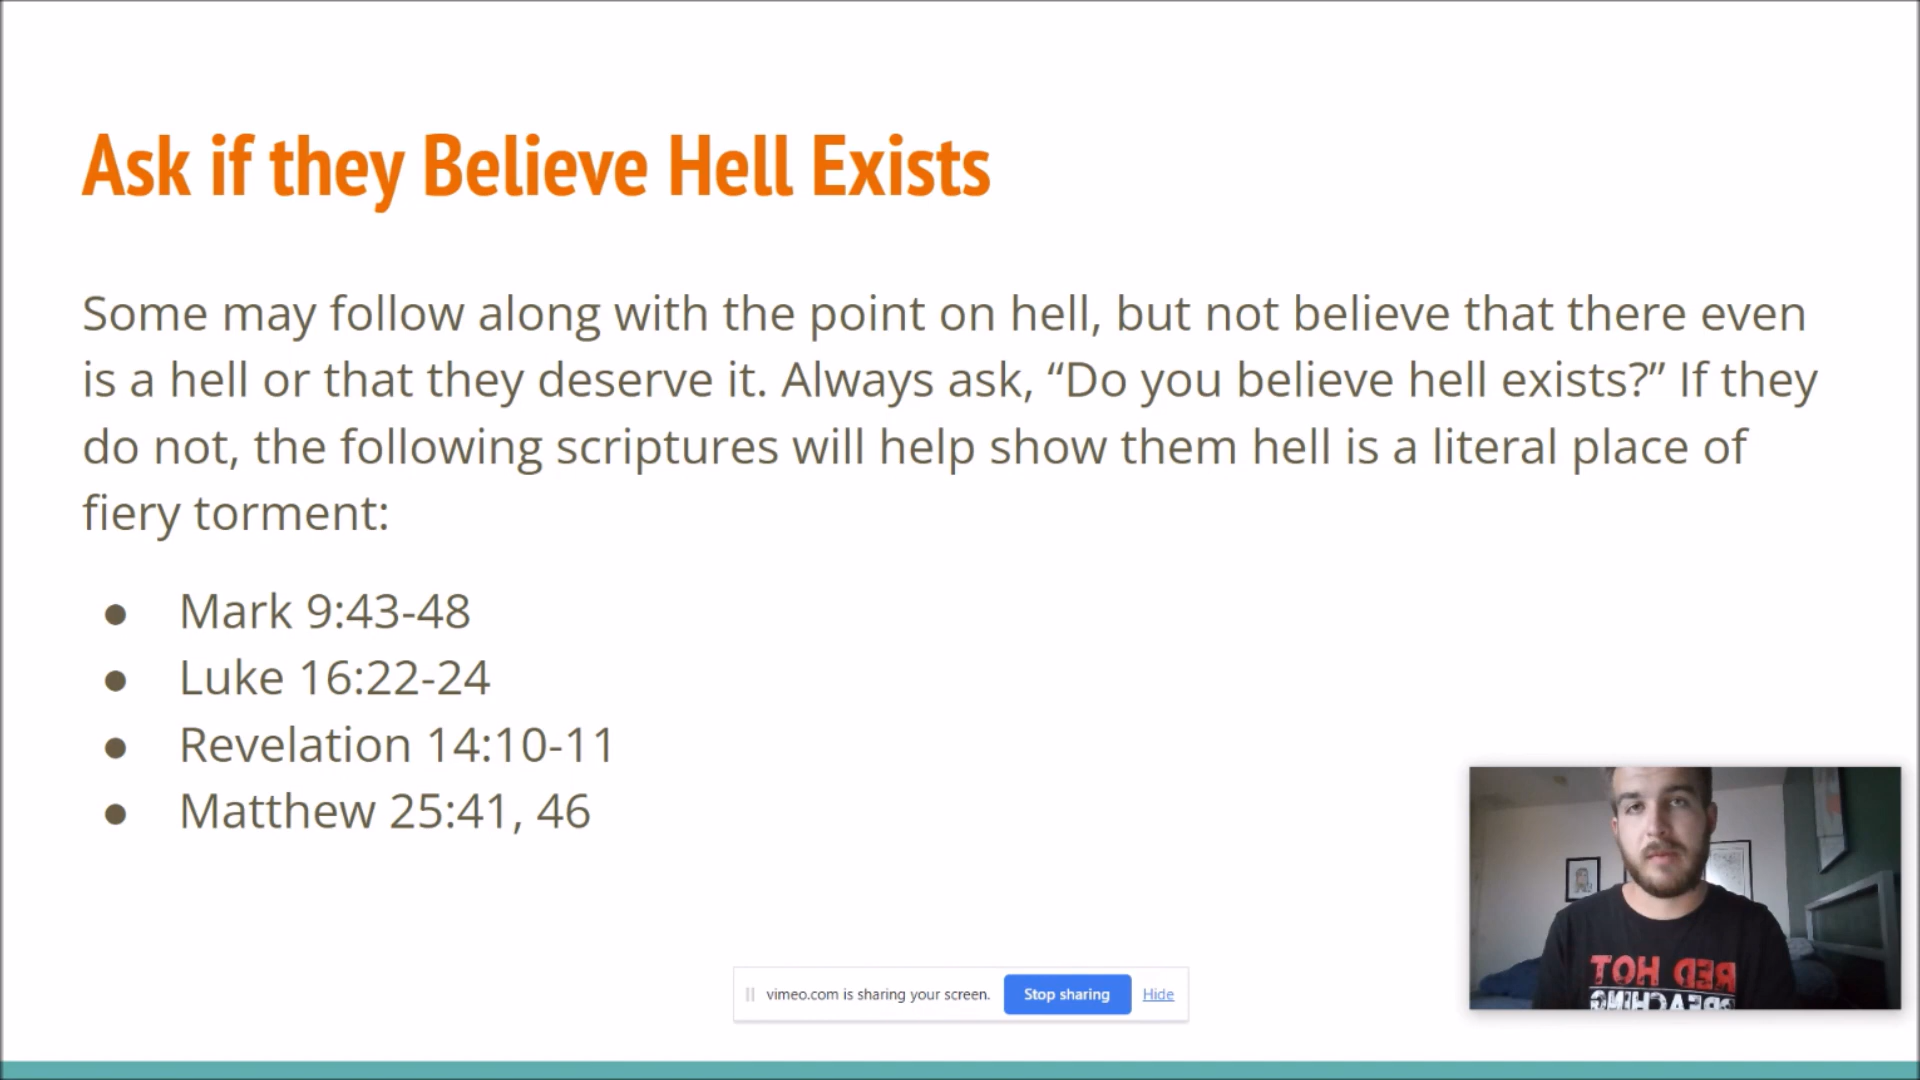 Ask if they Believe Hell Exists
Some may follow along with the point on hell, but not believe that there even
is a hell or that they deserve it. Always ask, “Do you believe hell exists?” If they
do not, the following scriptures will help show them hell is a literal place of
fiery torment:
● Mark 9:43-48
● Luke 16:22-24
● Revelation 14:10-11
● Matthew 25:41, 46
vimeo.com is sharing your screen. Stop sharing Hide
RED HOT
PREACHING